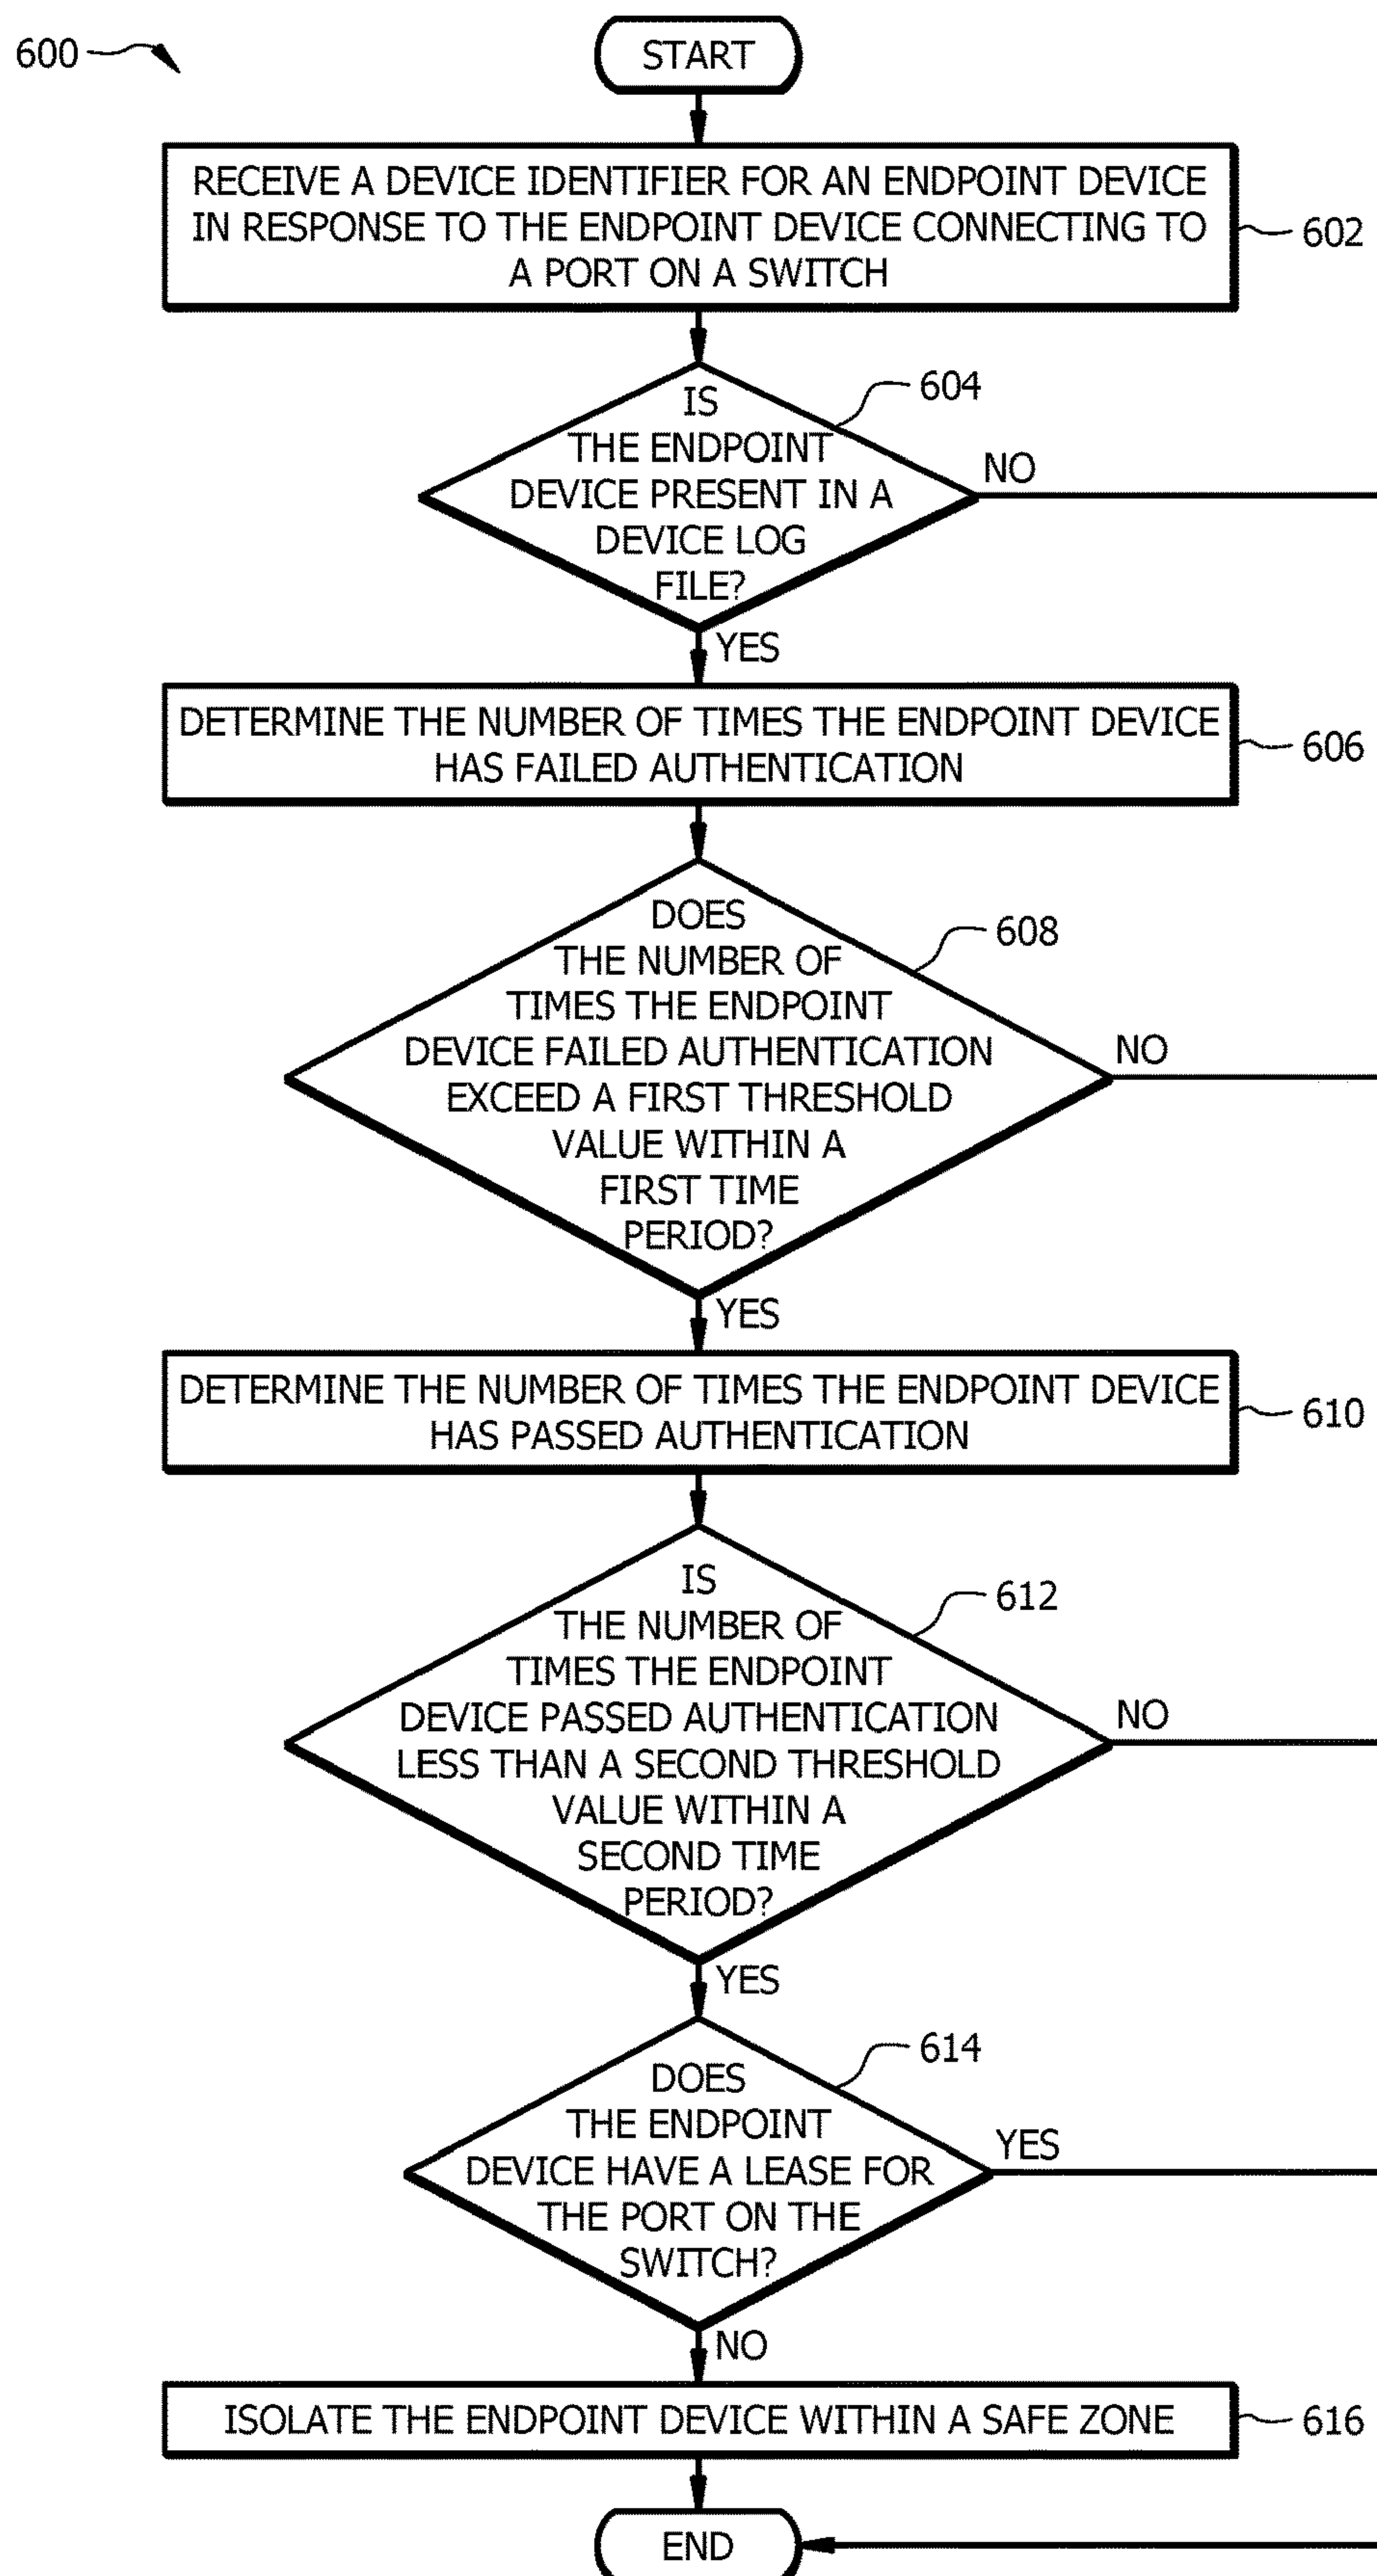 600
START
RECEIVE A DEVICE IDENTIFIER FOR AN ENDPOINT DEVICE
IN RESPONSE TO THE ENDPOINT DEVICE CONNECTING TO
A PORT ON A SWITCH
602
604
IS
THE ENDPOINT
DEVICE PRESENT IN A
DEVICE LOG
FILE?
NO
YES
DETERMINE THE NUMBER OF TIMES THE ENDPOINT DEVICE
HAS FAILED AUTHENTICATION
606
608
DOES
THE NUMBER OF
TIMES THE ENDPOINT
DEVICE FAILED AUTHENTICATION
EXCEED A FIRST THRESHOLD
VALUE WITHIN A
FIRST TIME
PERIOD?
NO
YES
DETERMINE THE NUMBER OF TIMES THE ENDPOINT DEVICE
HAS PASSED AUTHENTICATION
610
612
IS
THE NUMBER OF
TIMES THE ENDPOINT
DEVICE PASSED AUTHENTICATION
LESS THAN A SECOND THRESHOLD
VALUE WITHIN A
SECOND TIME
PERIOD?
NO
YES
614
DOES
THE ENDPOINT
DEVICE HAVE A LEASE FOR
THE PORT ON THE
SWITCH?
YES
NO
ISOLATE THE ENDPOINT DEVICE WITHIN A SAFE ZONE
616
END